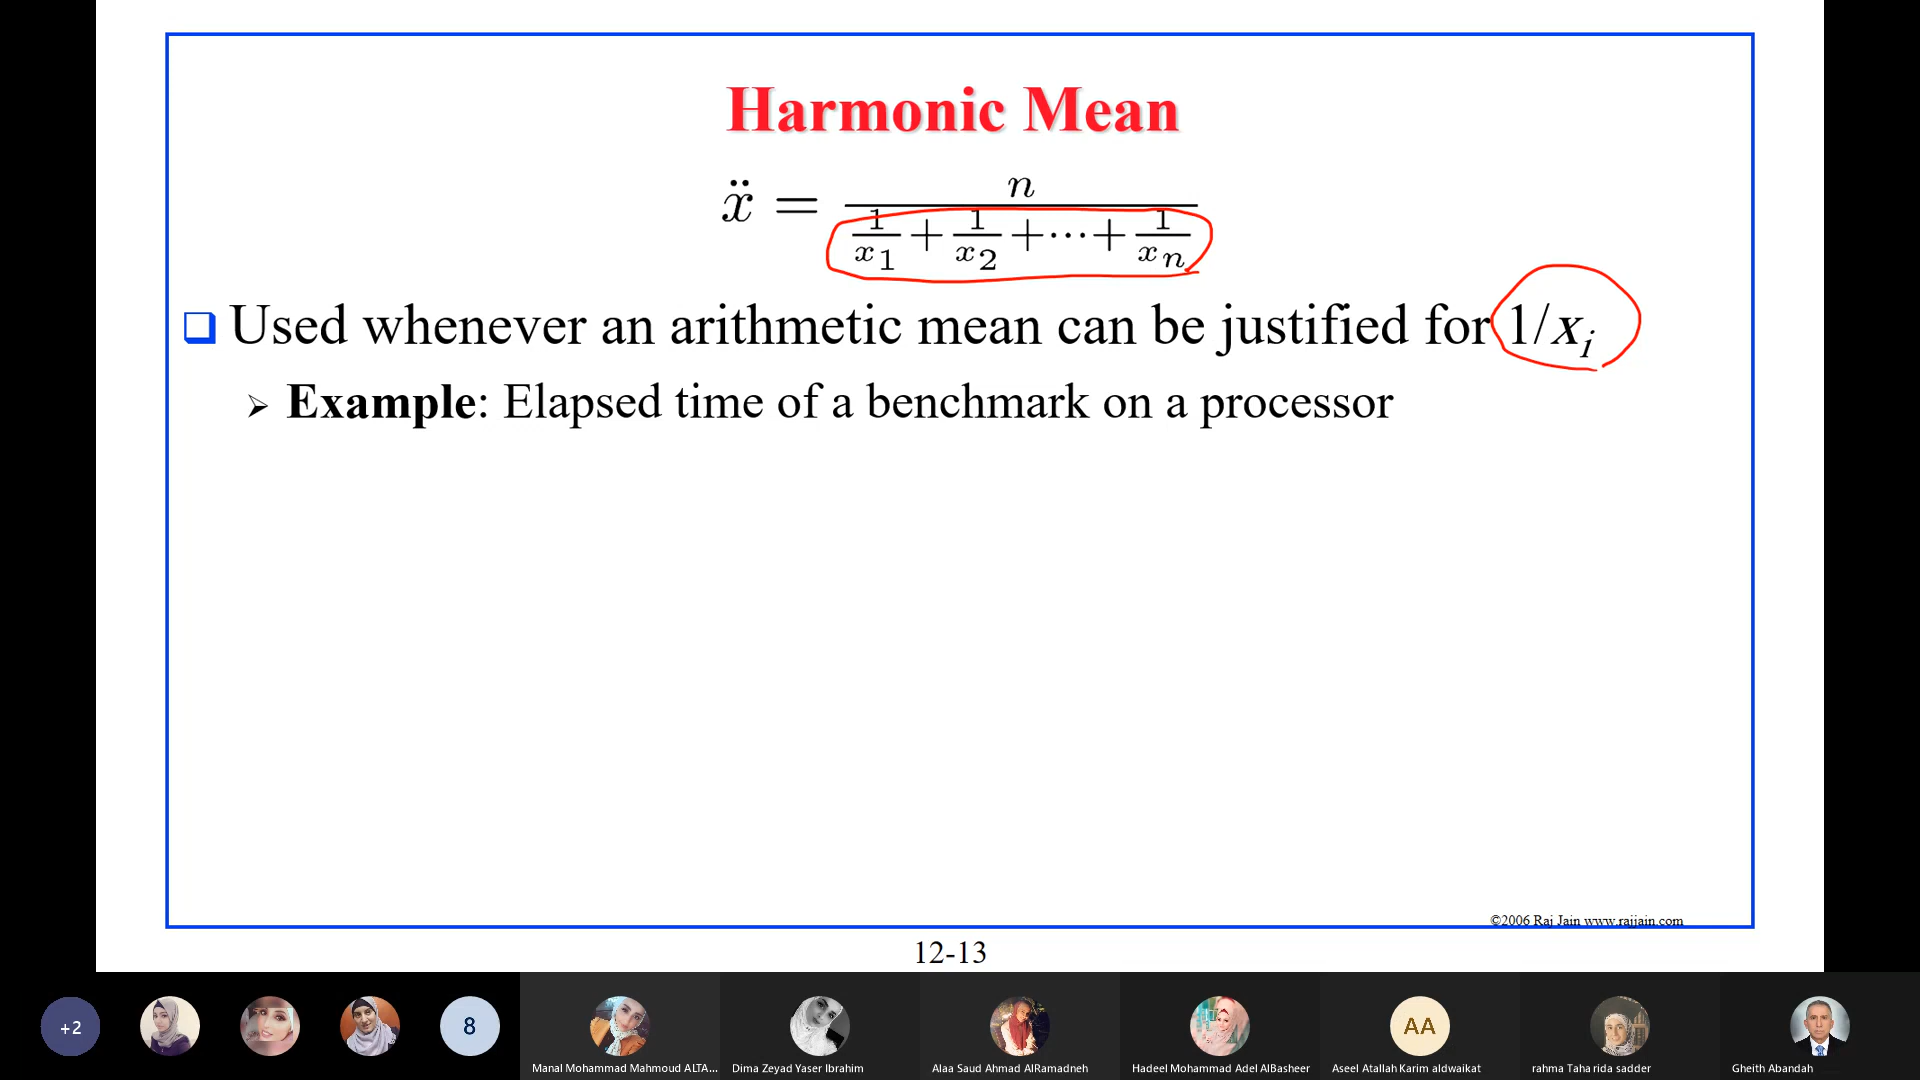 Harmonic Mean
ẍ = n / (1/x1 + 1/x2 + ··· + 1/xn)
Used whenever an arithmetic mean can be justified for 1/xi
Example: Elapsed time of a benchmark on a processor
©2006 Raj Jain www.rajjain.com
12-13
+2
8
AA
Manal Mohammad Mahmoud ALTA...
Dima Zeyad Yaser Ibrahim
Alaa Saud Ahmad AlRamadneh
Hadeel Mohammad Adel AlBasheer
Aseel Atallah Karim aldwaikat
rahma Taha rida sadder
Gheith Abandah